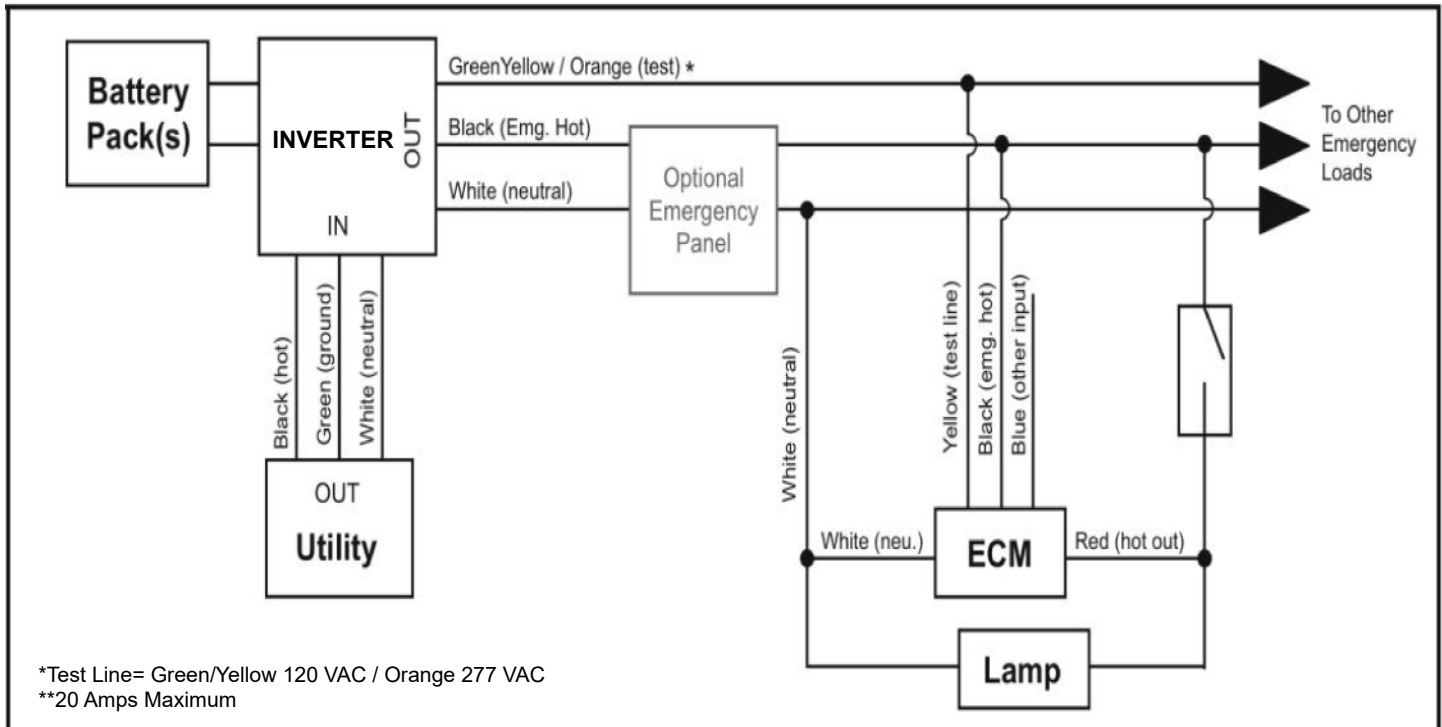 Battery
Pack(s)
INVERTER
OUT
IN
GreenYellow / Orange (test) *
Black (Emg. Hot)
White (neutral)
Optional
Emergency
Panel
To Other
Emergency
Loads
Black (hot)
Green (ground)
White (neutral)
OUT
Utility
White (neutral)
Yellow (test line)
Black (emg. hot)
Blue (other input)
White (neu.)
ECM
Red (hot out)
Lamp
*Test Line= Green/Yellow 120 VAC / Orange 277 VAC
**20 Amps Maximum